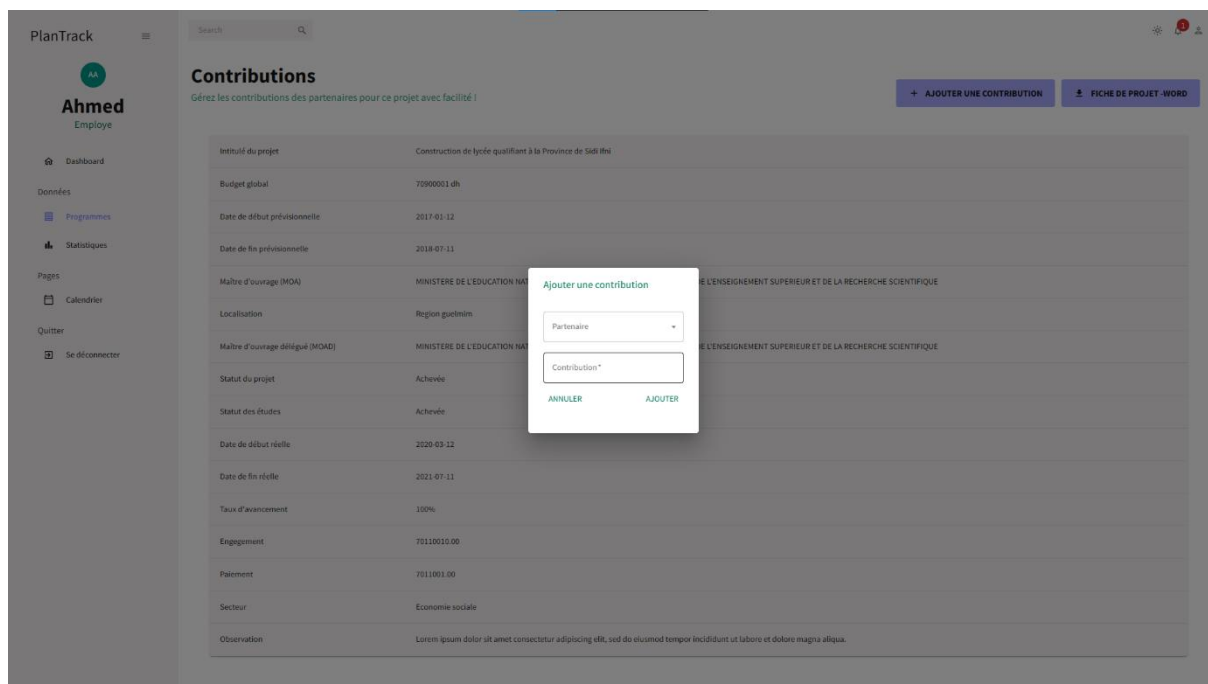 PlanTrack
Search
1
AA
Ahmed
Employe
Dashboard
Données
Programmes
Statistiques
Pages
Calendrier
Quitter
Se déconnecter
Contributions
Gérez les contributions des partenaires pour ce projet avec facilité !
+ AJOUTER UNE CONTRIBUTION
FICHE DE PROJET -WORD
Intitulé du projet Construction de lycée qualifiant à la Province de Sidi Ifni
Budget global 70900001 dh
Date de début prévisionnelle 2017-01-12
Date de fin prévisionnelle 2018-07-11
Maître d'ouvrage (MOA) MINISTERE DE L'EDUCATION NAT E L'ENSEIGNEMENT SUPERIEUR ET DE LA RECHERCHE SCIENTIFIQUE
Localisation Region guelmim
Maître d'ouvrage délégué (MOAD) MINISTERE DE L'EDUCATION NAT E L'ENSEIGNEMENT SUPERIEUR ET DE LA RECHERCHE SCIENTIFIQUE
Statut du projet Achevée
Statut des études Achevée
Date de début réelle 2020-03-12
Date de fin réelle 2021-07-11
Taux d'avancement 100%
Engegement 70110010.00
Paiement 7011001.00
Secteur Economie sociale
Observation Lorem ipsum dolor sit amet consectetur adipiscing elit, sed do eiusmod tempor incididunt ut labore et dolore magna aliqua.
Ajouter une contribution
Partenaire
Contribution *
ANNULER AJOUTER